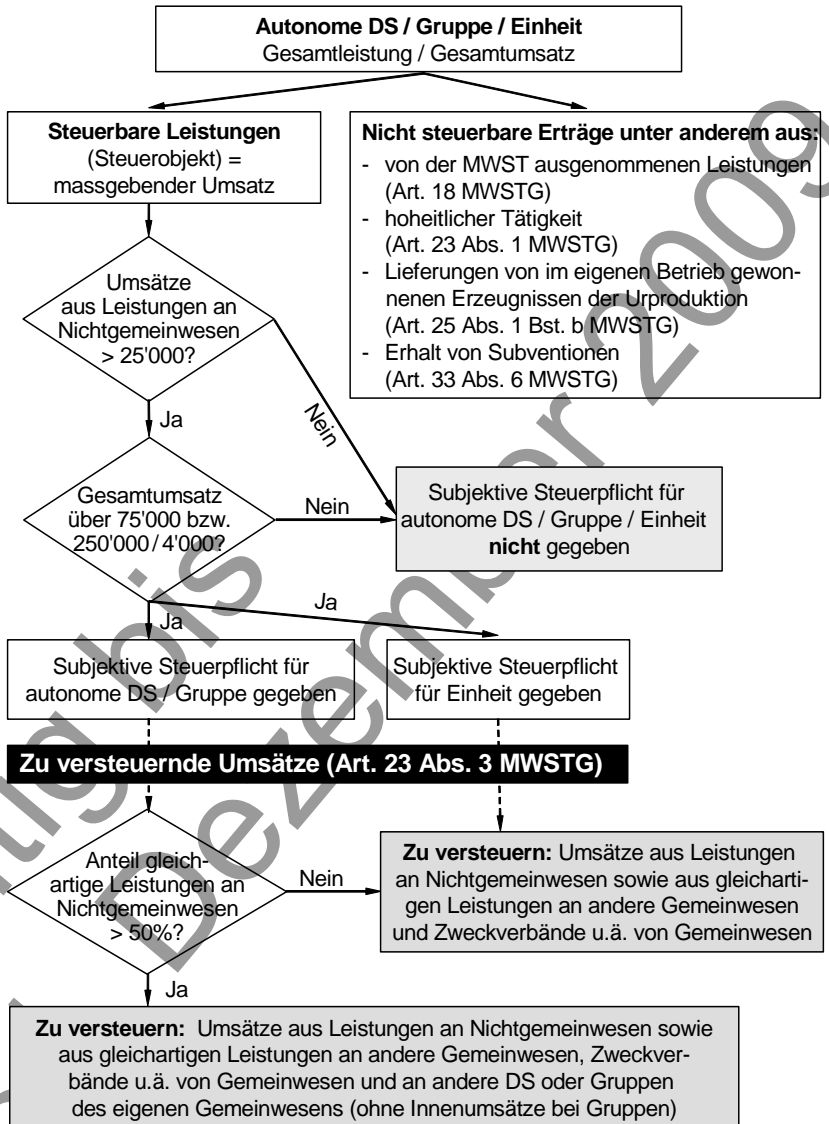 Autonome DS / Gruppe / Einheit
Gesamtleistung / Gesamtumsatz
Steuerbare Leistungen
(Steuerobjekt) =
massgebender Umsatz
Nicht steuerbare Erträge unter anderem aus:
- von der MWST ausgenommenen Leistungen
(Art. 18 MWSTG)
- hoheitlicher Tätigkeit
(Art. 23 Abs. 1 MWSTG)
- Lieferungen von im eigenen Betrieb gewon-
nenen Erzeugnissen der Urproduktion
(Art. 25 Abs. 1 Bst. b MWSTG)
- Erhalt von Subventionen
(Art. 33 Abs. 6 MWSTG)
Umsätze
aus Leistungen an
Nichtgemeinwesen
> 25'000?
Nein
Ja
Gesamtumsatz
über 75'000 bzw.
250'000 / 4'000?
Nein
Subjektive Steuerpflicht für
autonome DS / Gruppe / Einheit
nicht gegeben
Ja
Ja
Subjektive Steuerpflicht für
autonome DS / Gruppe gegeben
Subjektive Steuerpflicht
für Einheit gegeben
Zu versteuernde Umsätze (Art. 23 Abs. 3 MWSTG)
Anteil gleich-
artige Leistungen an
Nichtgemeinwesen
> 50%?
Nein
Zu versteuern: Umsätze aus Leistungen
an Nichtgemeinwesen sowie aus gleicharti-
gen Leistungen an andere Gemeinwesen
und Zweckverbände u.ä. von Gemeinwesen
Ja
Zu versteuern: Umsätze aus Leistungen an Nichtgemeinwesen sowie
aus gleichartigen Leistungen an andere Gemeinwesen, Zweckver-
bände u.ä. von Gemeinwesen und an andere DS oder Gruppen
des eigenen Gemeinwesens (ohne Innenumsätze bei Gruppen)
bis
Dezember 2009